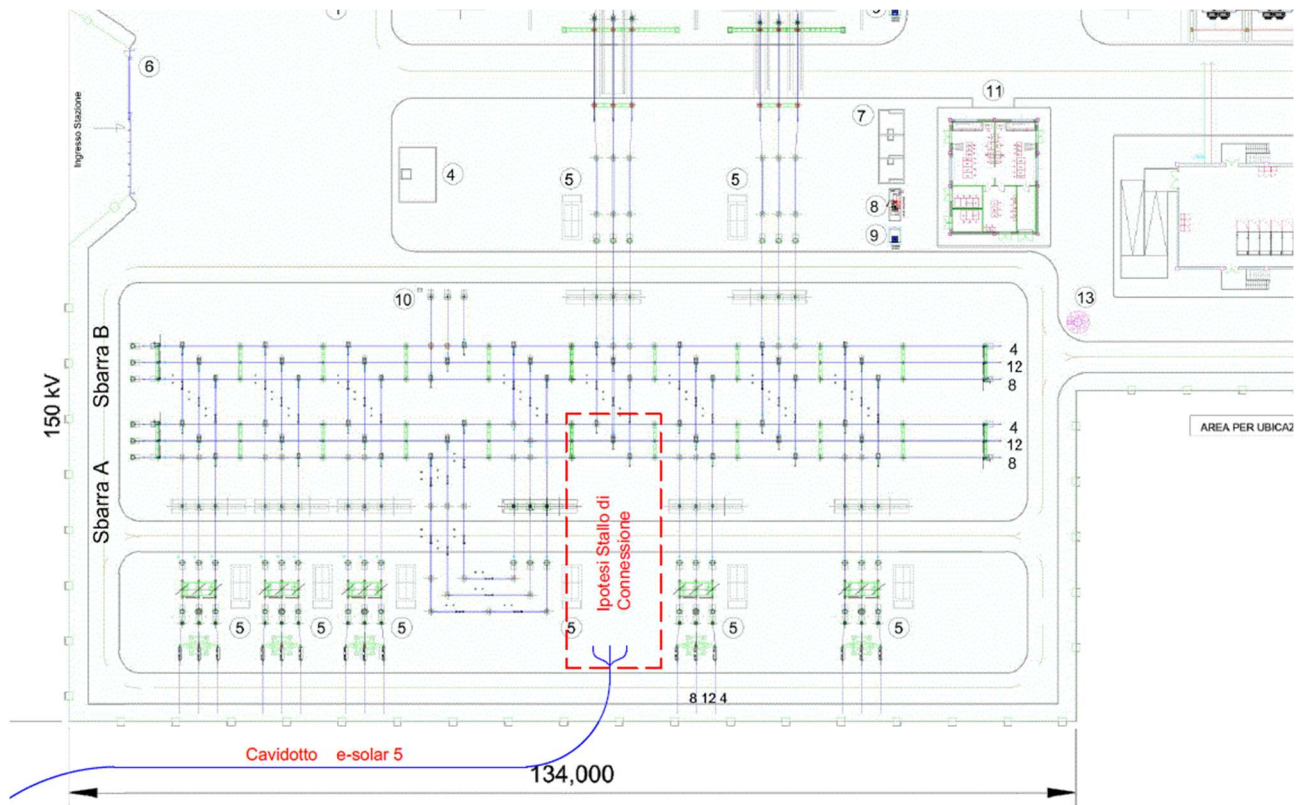 6
Ingresso Stazione
4
5
5
7
8
9
11
10
13
150 kV
Sbarra B
Sbarra A
4
12
8
4
12
8
AREA PER UBICAZ
Ipotesi Stallo di
Connessione
5
5
5
5
5
5
8 12 4
Cavidotto e-solar 5
134,000